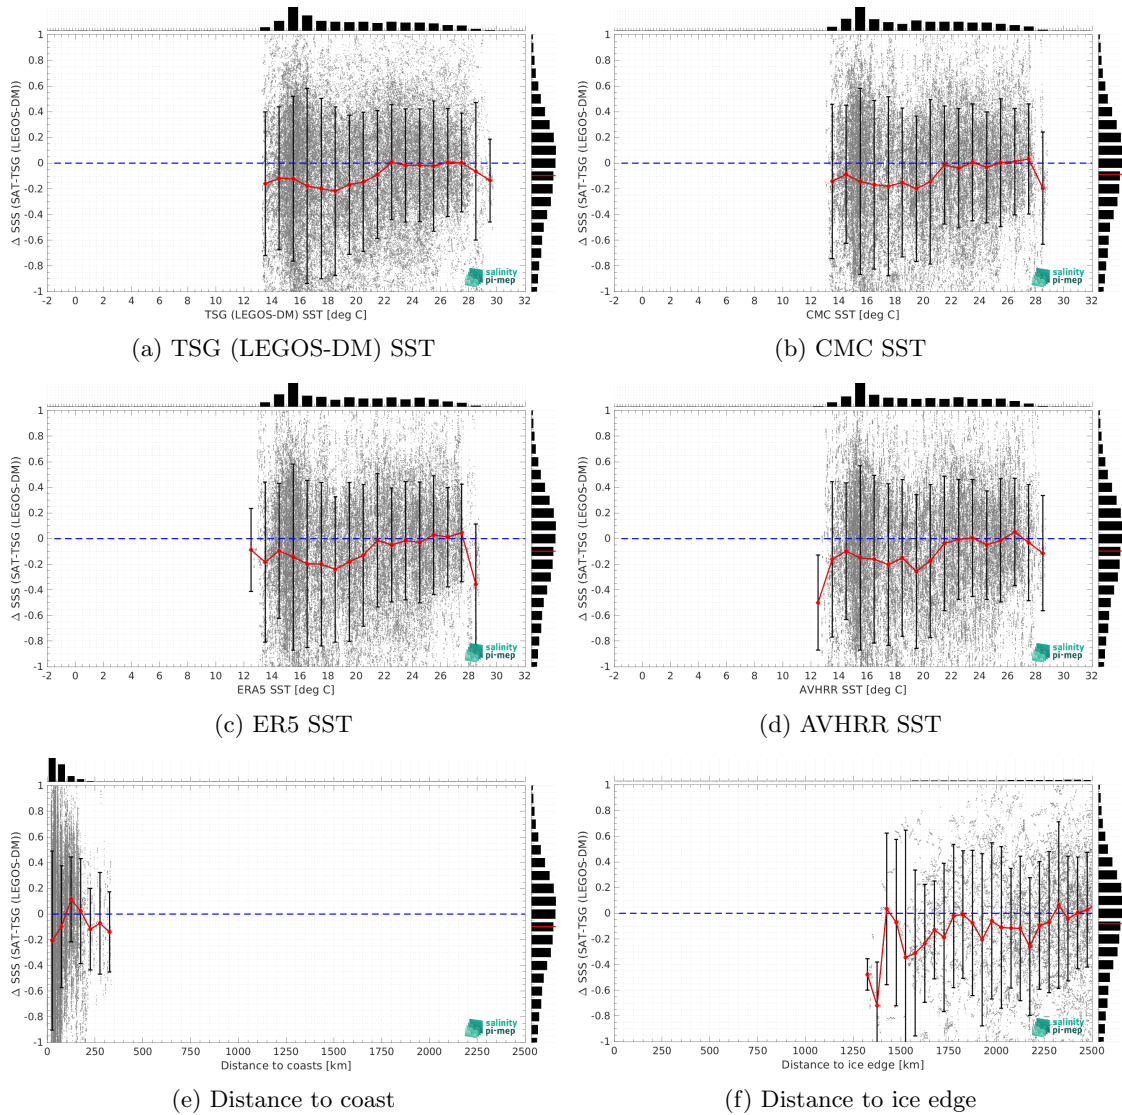 1
0.8
0.6
0.4
0.2
0
-0.2
-0.4
-0.6
-0.8
-1
Δ SSS (SAT-TSG (LEGOS-DM))
salinity
pi-mep
-2 0 2 4 6 8 10 12 14 16 18 20 22 24 26 28 30 32
TSG (LEGOS-DM) SST [deg C]
(a) TSG (LEGOS-DM) SST
1
0.8
0.6
0.4
0.2
0
-0.2
-0.4
-0.6
-0.8
-1
Δ SSS (SAT-TSG (LEGOS-DM))
salinity
pi-mep
-2 0 2 4 6 8 10 12 14 16 18 20 22 24 26 28 30 32
CMC SST [deg C]
(b) CMC SST
1
0.8
0.6
0.4
0.2
0
-0.2
-0.4
-0.6
-0.8
-1
Δ SSS (SAT-TSG (LEGOS-DM))
salinity
pi-mep
-2 0 2 4 6 8 10 12 14 16 18 20 22 24 26 28 30 32
ERA5 SST [deg C]
(c) ER5 SST
1
0.8
0.6
0.4
0.2
0
-0.2
-0.4
-0.6
-0.8
-1
Δ SSS (SAT-TSG (LEGOS-DM))
salinity
pi-mep
-2 0 2 4 6 8 10 12 14 16 18 20 22 24 26 28 30 32
AVHRR SST [deg C]
(d) AVHRR SST
1
0.8
0.6
0.4
0.2
0
-0.2
-0.4
-0.6
-0.8
-1
Δ SSS (SAT-TSG (LEGOS-DM))
salinity
pi-mep
0 250 500 750 1000 1250 1500 1750 2000 2250 2500
Distance to coasts [km]
(e) Distance to coast
1
0.8
0.6
0.4
0.2
0
-0.2
-0.4
-0.6
-0.8
-1
Δ SSS (SAT-TSG (LEGOS-DM))
salinity
pi-mep
0 250 500 750 1000 1250 1500 1750 2000 2250 2500
Distance to ice edge [km]
(f) Distance to ice edge